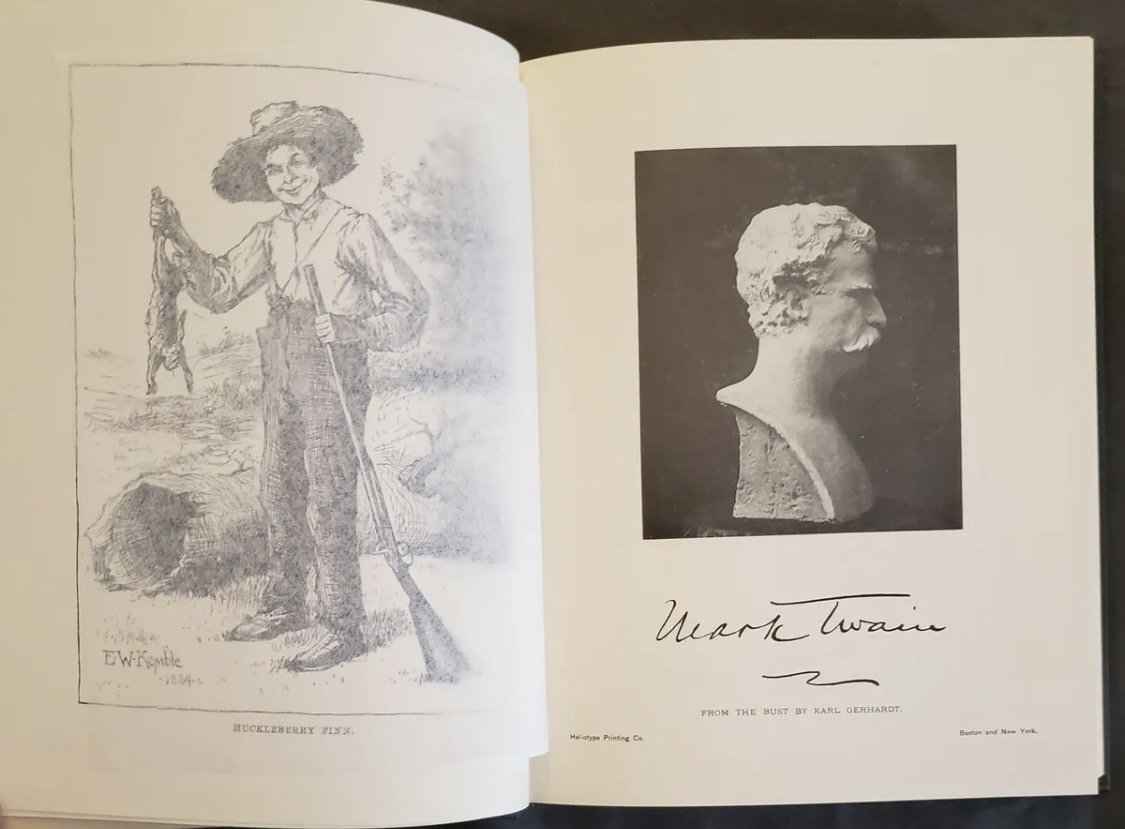 E.W. Kemble
1884.
HUCKLEBERRY FINN.
Mark Twain
FROM THE BUST BY KARL GERHARDT.
Heliotype Printing Co.
Boston and New York.